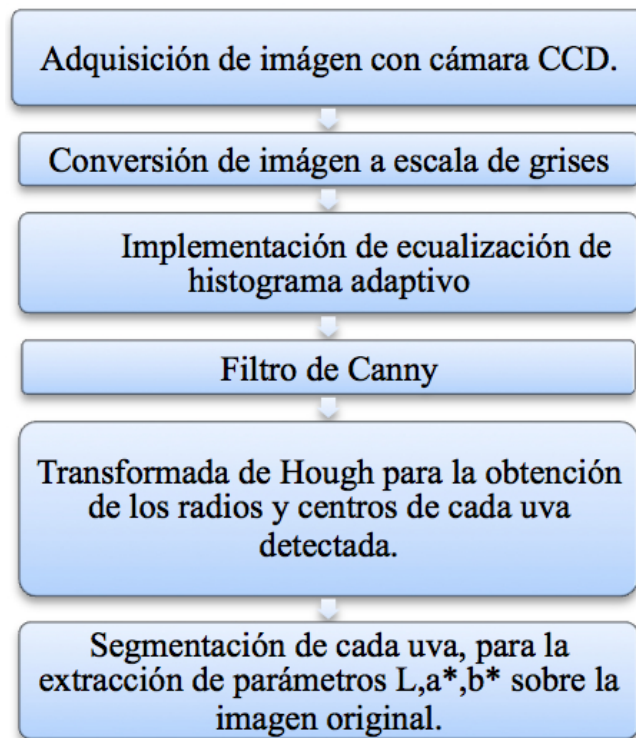 Adquisición de imágen con cámara CCD.
Conversión de imágen a escala de grises
Implementación de ecualización de
histograma adaptivo
Filtro de Canny
Transformada de Hough para la obtención
de los radios y centros de cada uva
detectada.
Segmentación de cada uva, para la
extracción de parámetros L,a*,b* sobre la
imagen original.